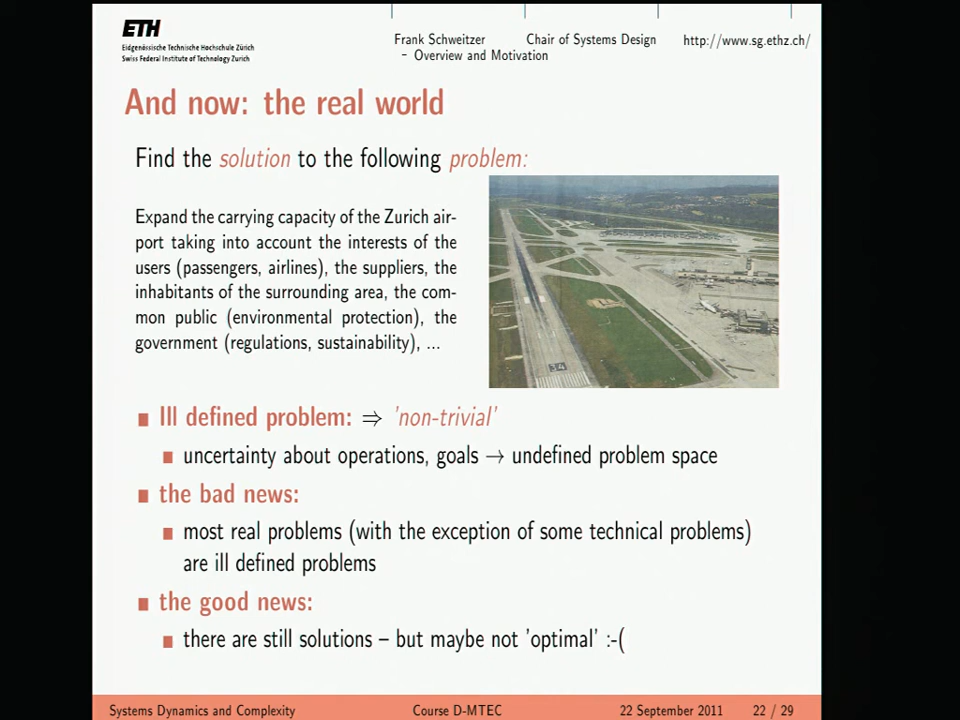 ETH
Eidgenössische Technische Hochschule Zürich
Swiss Federal Institute of Technology Zurich
Frank Schweitzer Chair of Systems Design http://www.sg.ethz.ch/
– Overview and Motivation
And now: the real world
Find the solution to the following problem:
Expand the carrying capacity of the Zurich air-
port taking into account the interests of the
users (passengers, airlines), the suppliers, the
inhabitants of the surrounding area, the com-
mon public (environmental protection), the
government (regulations, sustainability), ...
34
Ill defined problem: ⇒ 'non-trivial'
uncertainty about operations, goals → undefined problem space
the bad news:
most real problems (with the exception of some technical problems)
are ill defined problems
the good news:
there are still solutions – but maybe not 'optimal' :-(
Systems Dynamics and Complexity Course D-MTEC 22 September 2011 22 / 29